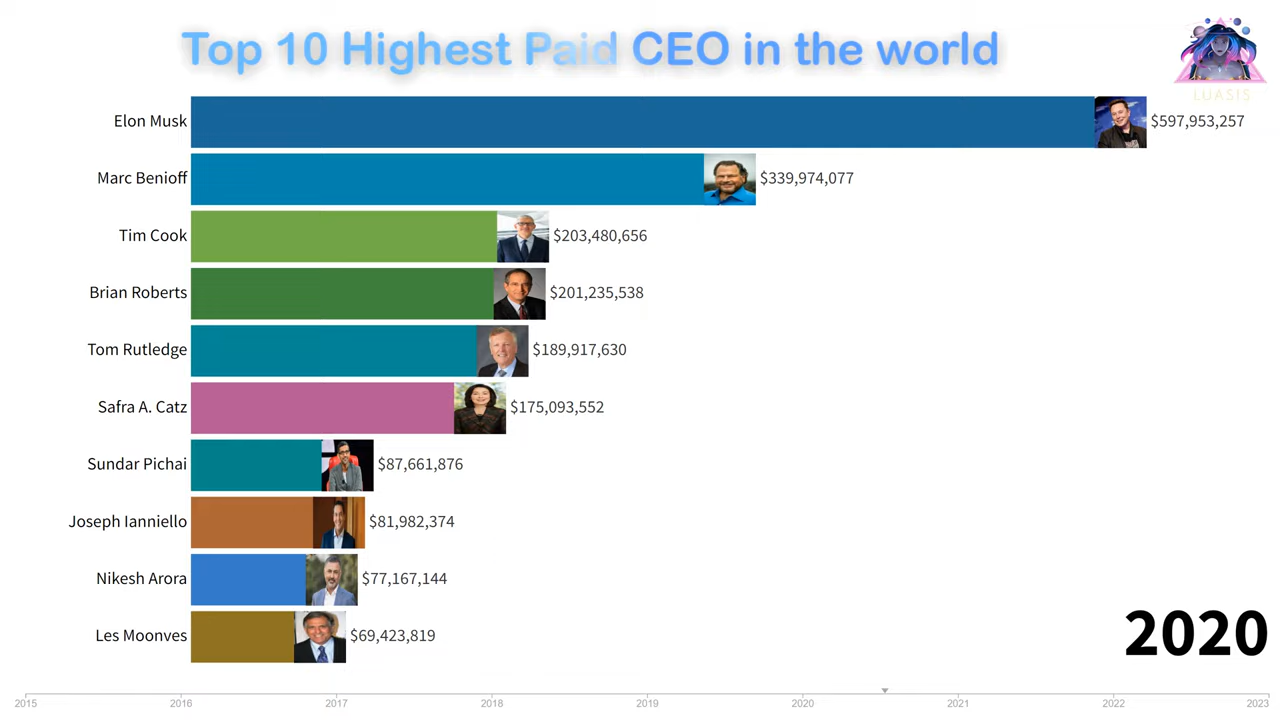 Top 10 Highest Paid CEO in the world
LUASIS
Elon Musk $597,953,257
Marc Benioff $339,974,077
Tim Cook $203,480,656
Brian Roberts $201,235,538
Tom Rutledge $189,917,630
Safra A. Catz $175,093,552
Sundar Pichai $87,661,876
Joseph Ianniello $81,982,374
Nikesh Arora $77,167,144
Les Moonves $69,423,819
2020
2015 2016 2017 2018 2019 2020 2021 2022 2023